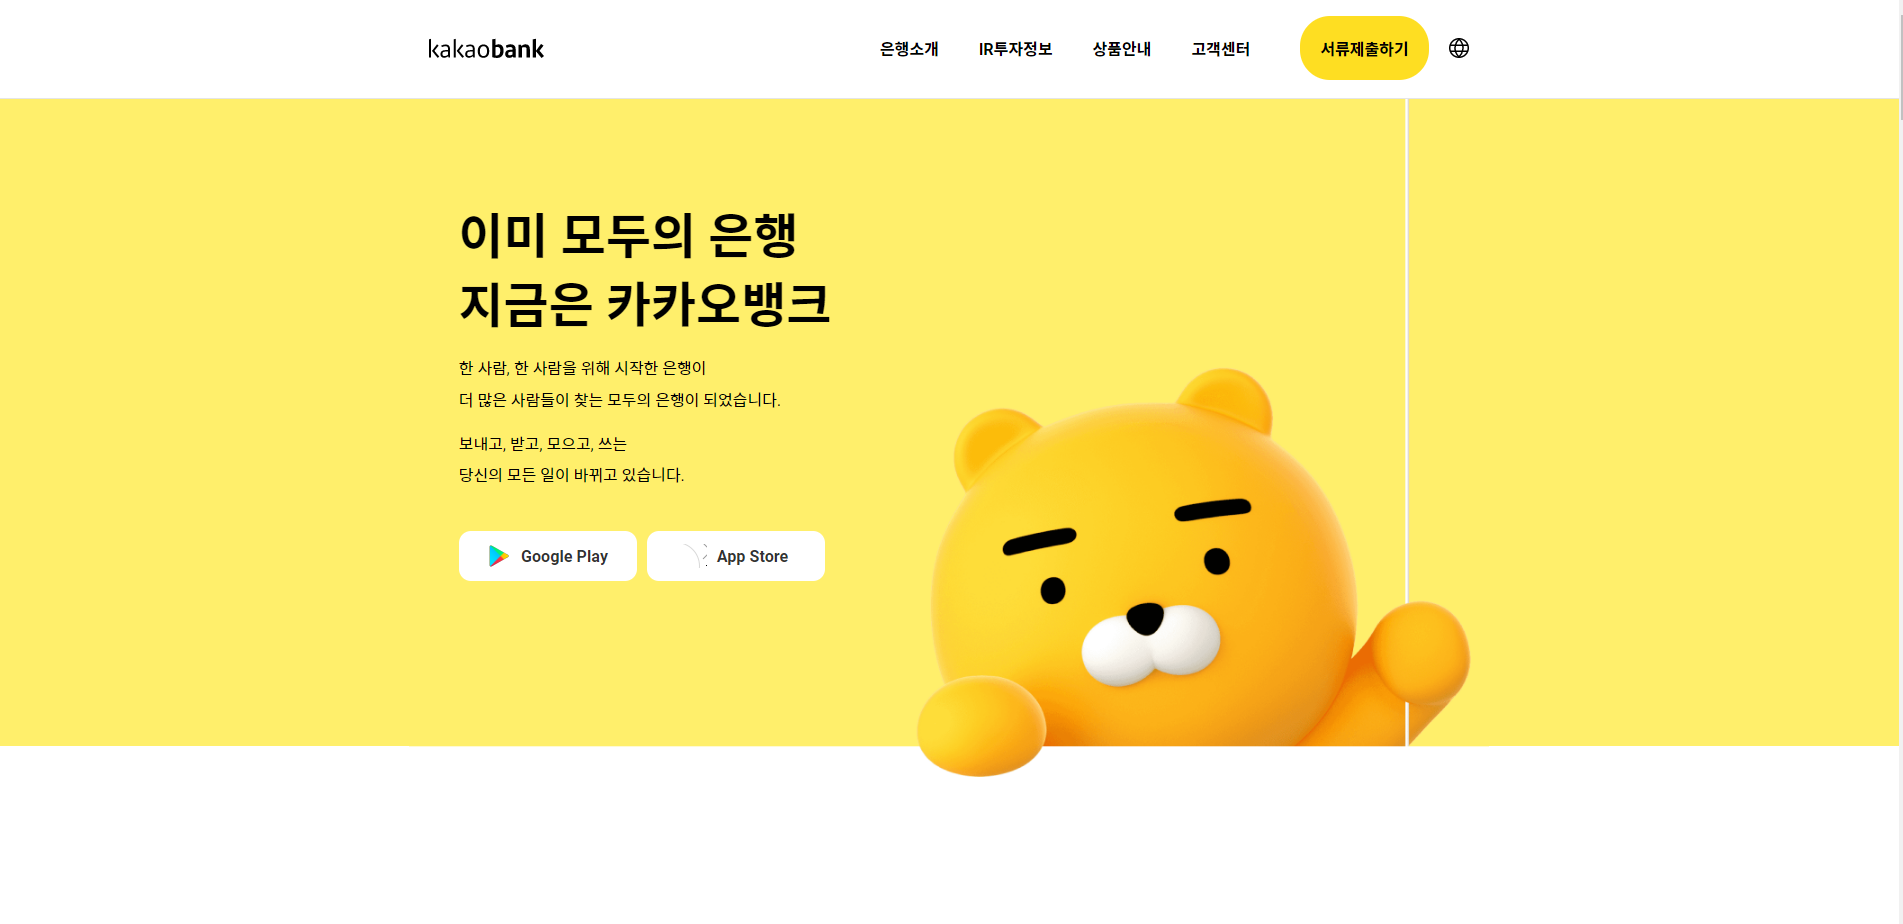 kakaobank
은행소개
IR투자정보
상품안내
고객센터
서류제출하기
이미 모두의 은행
지금은 카카오뱅크
한 사람, 한 사람을 위해 시작한 은행이
더 많은 사람들이 찾는 모두의 은행이 되었습니다.
보내고, 받고, 모으고, 쓰는
당신의 모든 일이 바뀌고 있습니다.
Google Play
App Store